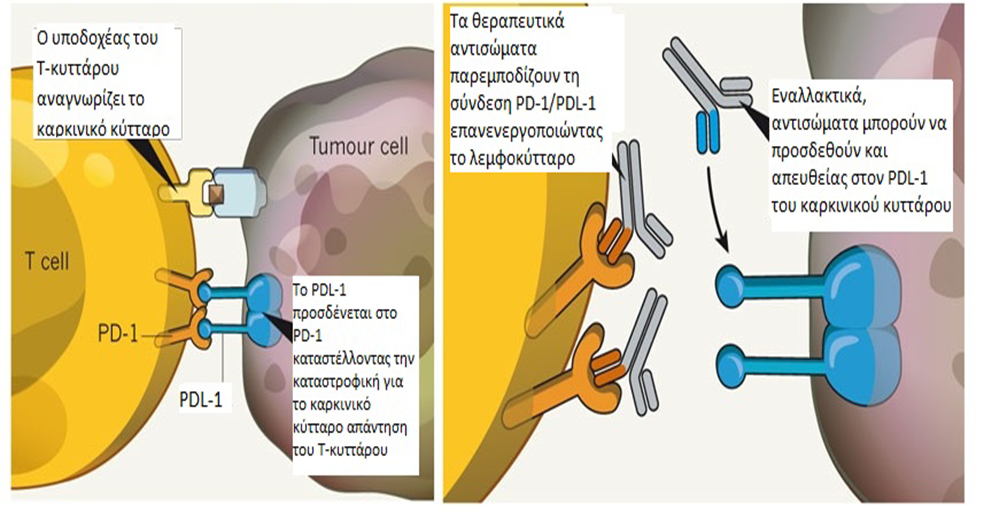 Ο υποδοχέας του
Τ-κυττάρου
αναγνωρίζει το
καρκινικό κύτταρο
Tumour cell
T cell
PD-1
PDL-1
Το PDL-1
προσδένεται στο
PD-1
καταστέλλοντας την
καταστροφική για
το καρκινικό
κύτταρο απάντηση
του Τ-κυττάρου
Τα θεραπευτικά
αντισώματα
παρεμποδίζουν τη
σύνδεση PD-1/PDL-1
επανενεργοποιώντας
το λεμφοκύτταρο
Εναλλακτικά,
αντισώματα μπορούν να
προσδεθούν και
απευθείας στον PDL-1
του καρκινικού κυττάρου